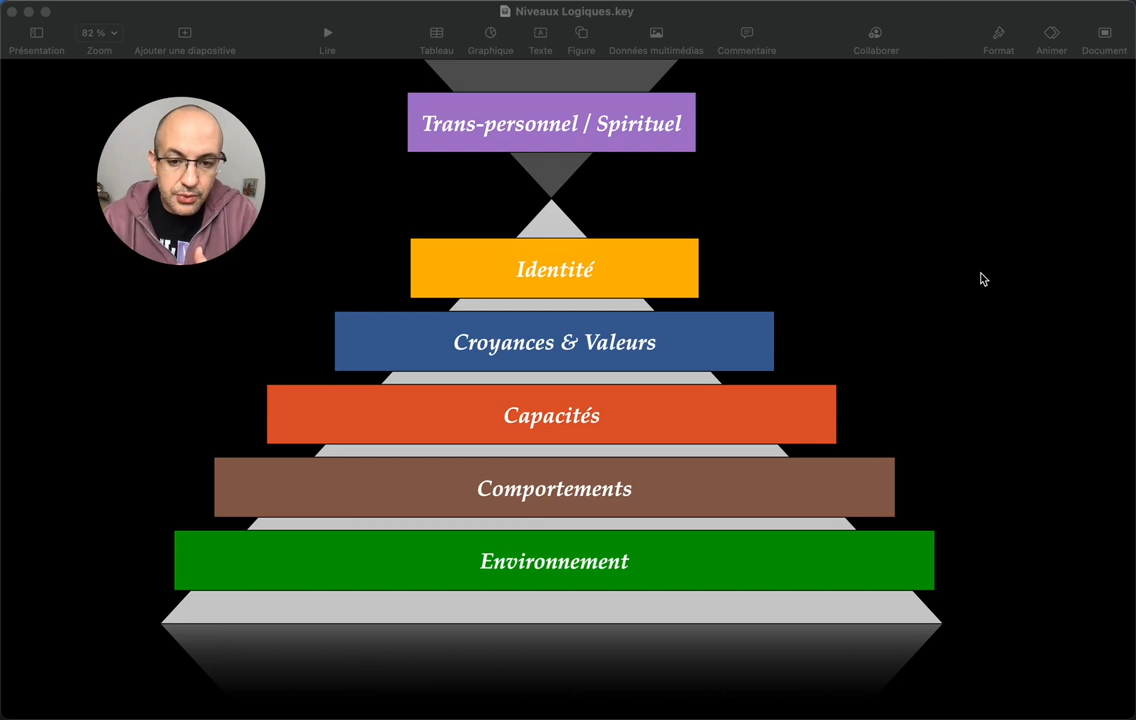 Niveaux Logiques.key
82 %
Présentation
Zoom
Ajouter une diapositive
Lire
Tableau
Graphique
Texte
Figure
Données multimédias
Commentaire
Collaborer
Format
Animer
Document
Trans-personnel / Spirituel
Identité
Croyances & Valeurs
Capacités
Comportements
Environnement